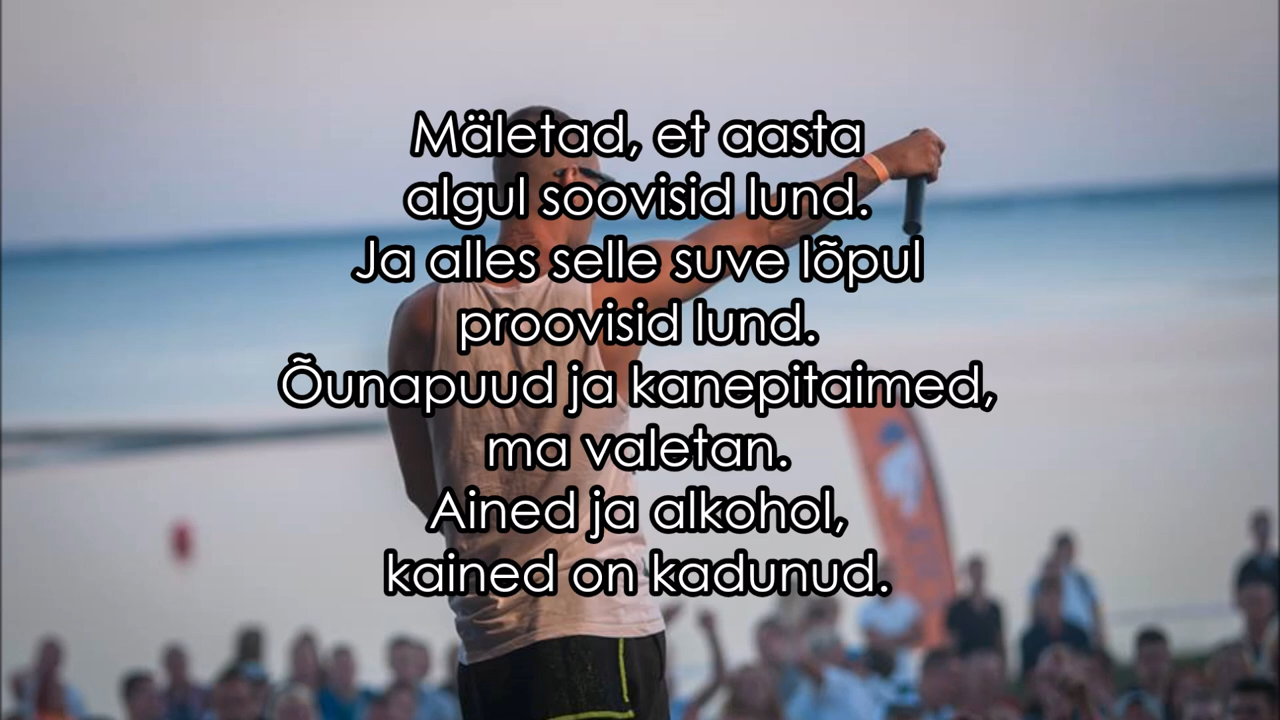 Mäletad, et aasta
algul soovisid lund.
Ja alles selle suve lõpul
proovisid lund.
Õunapuud ja kanepitaimed,
ma valetan.
Ained ja alkohol,
kained on kadunud.